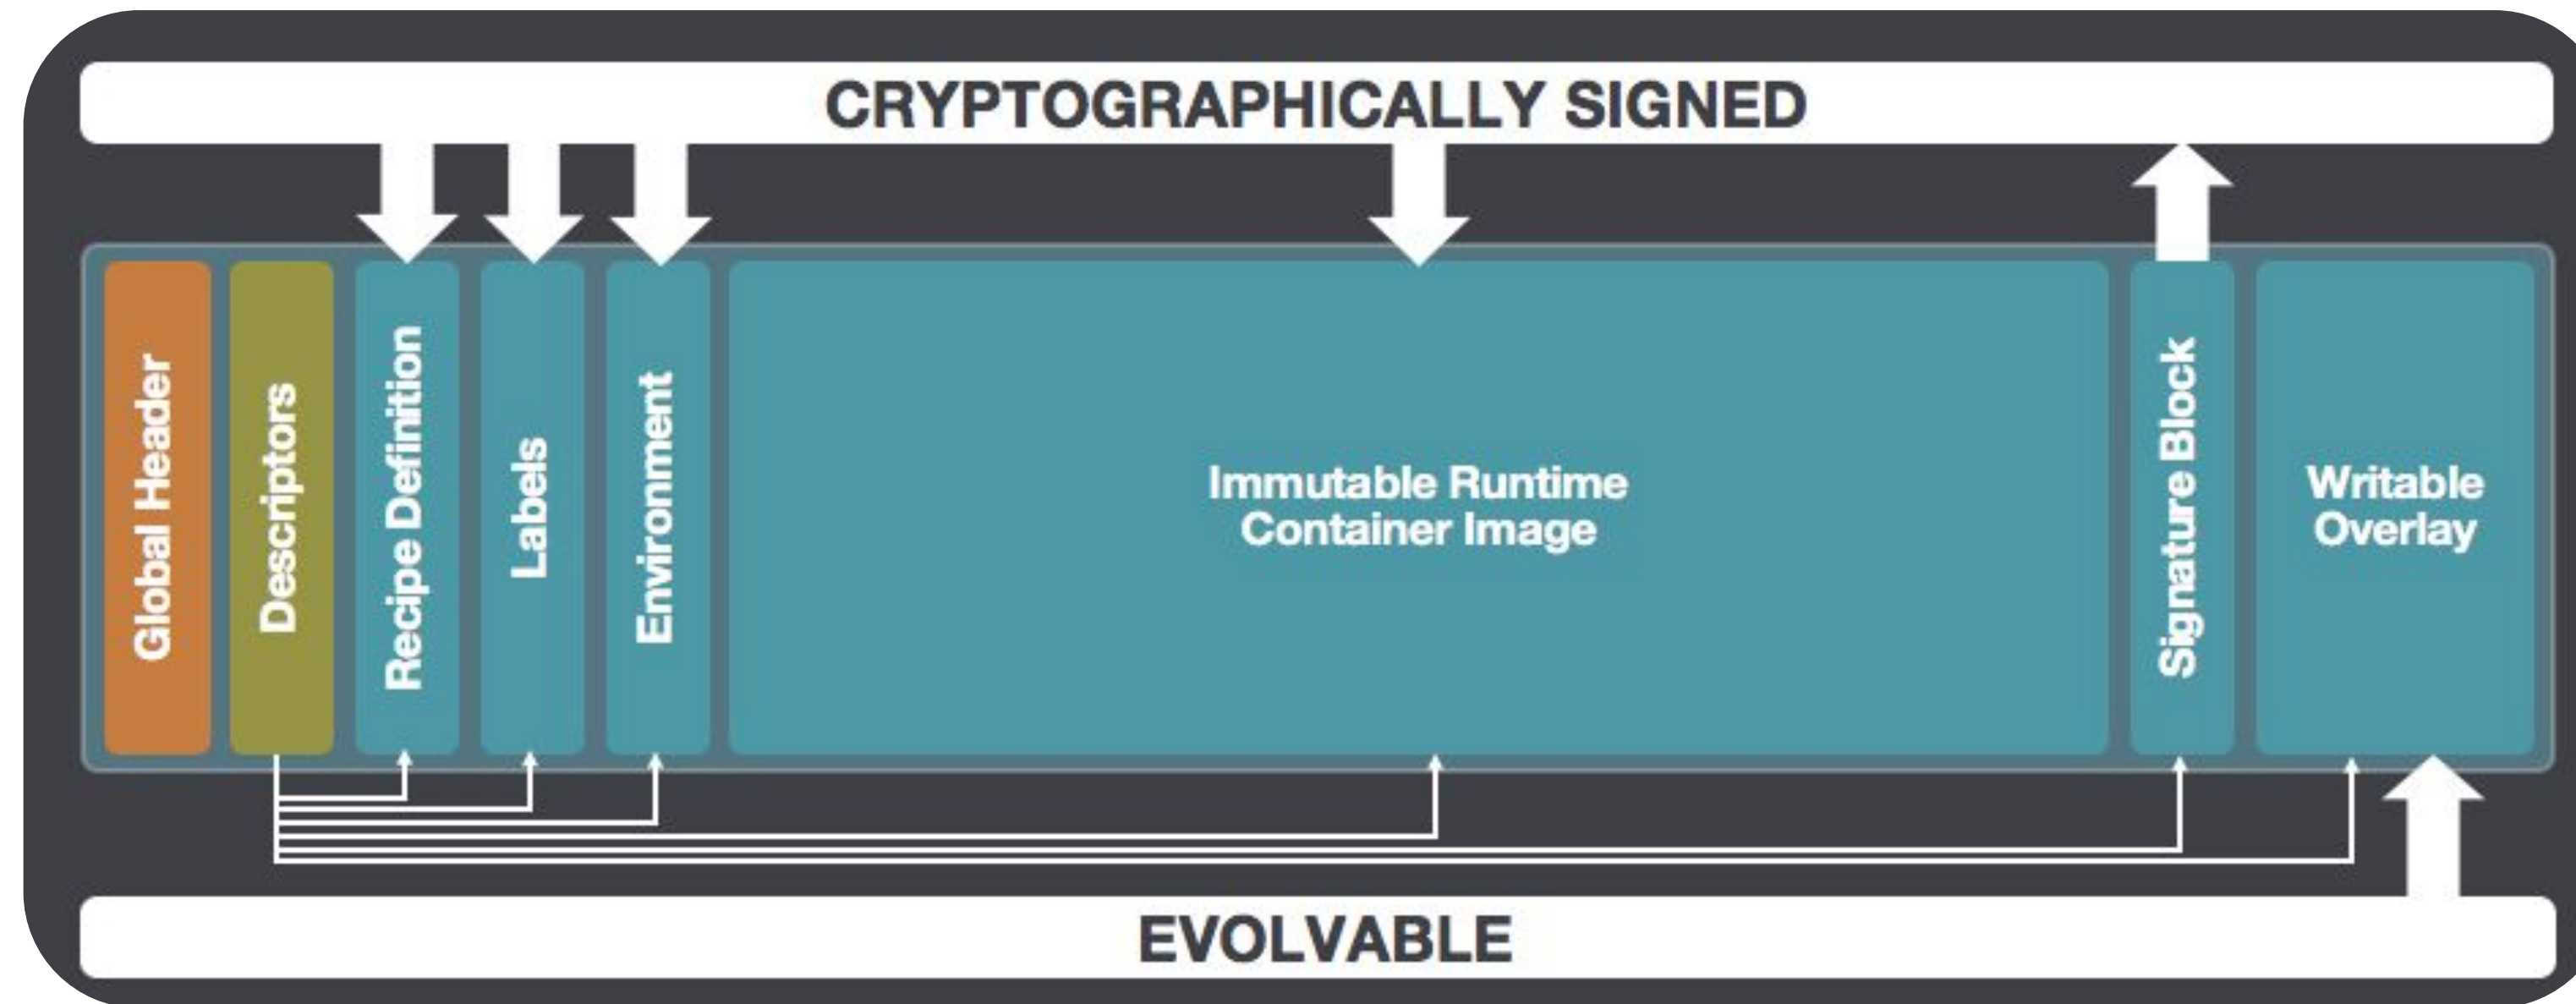 CRYPTOGRAPHICALLY SIGNED
Global Header
Descriptors
Recipe Definition
Labels
Environment
Immutable Runtime
Container Image
Signature Block
Writable
Overlay
EVOLVABLE